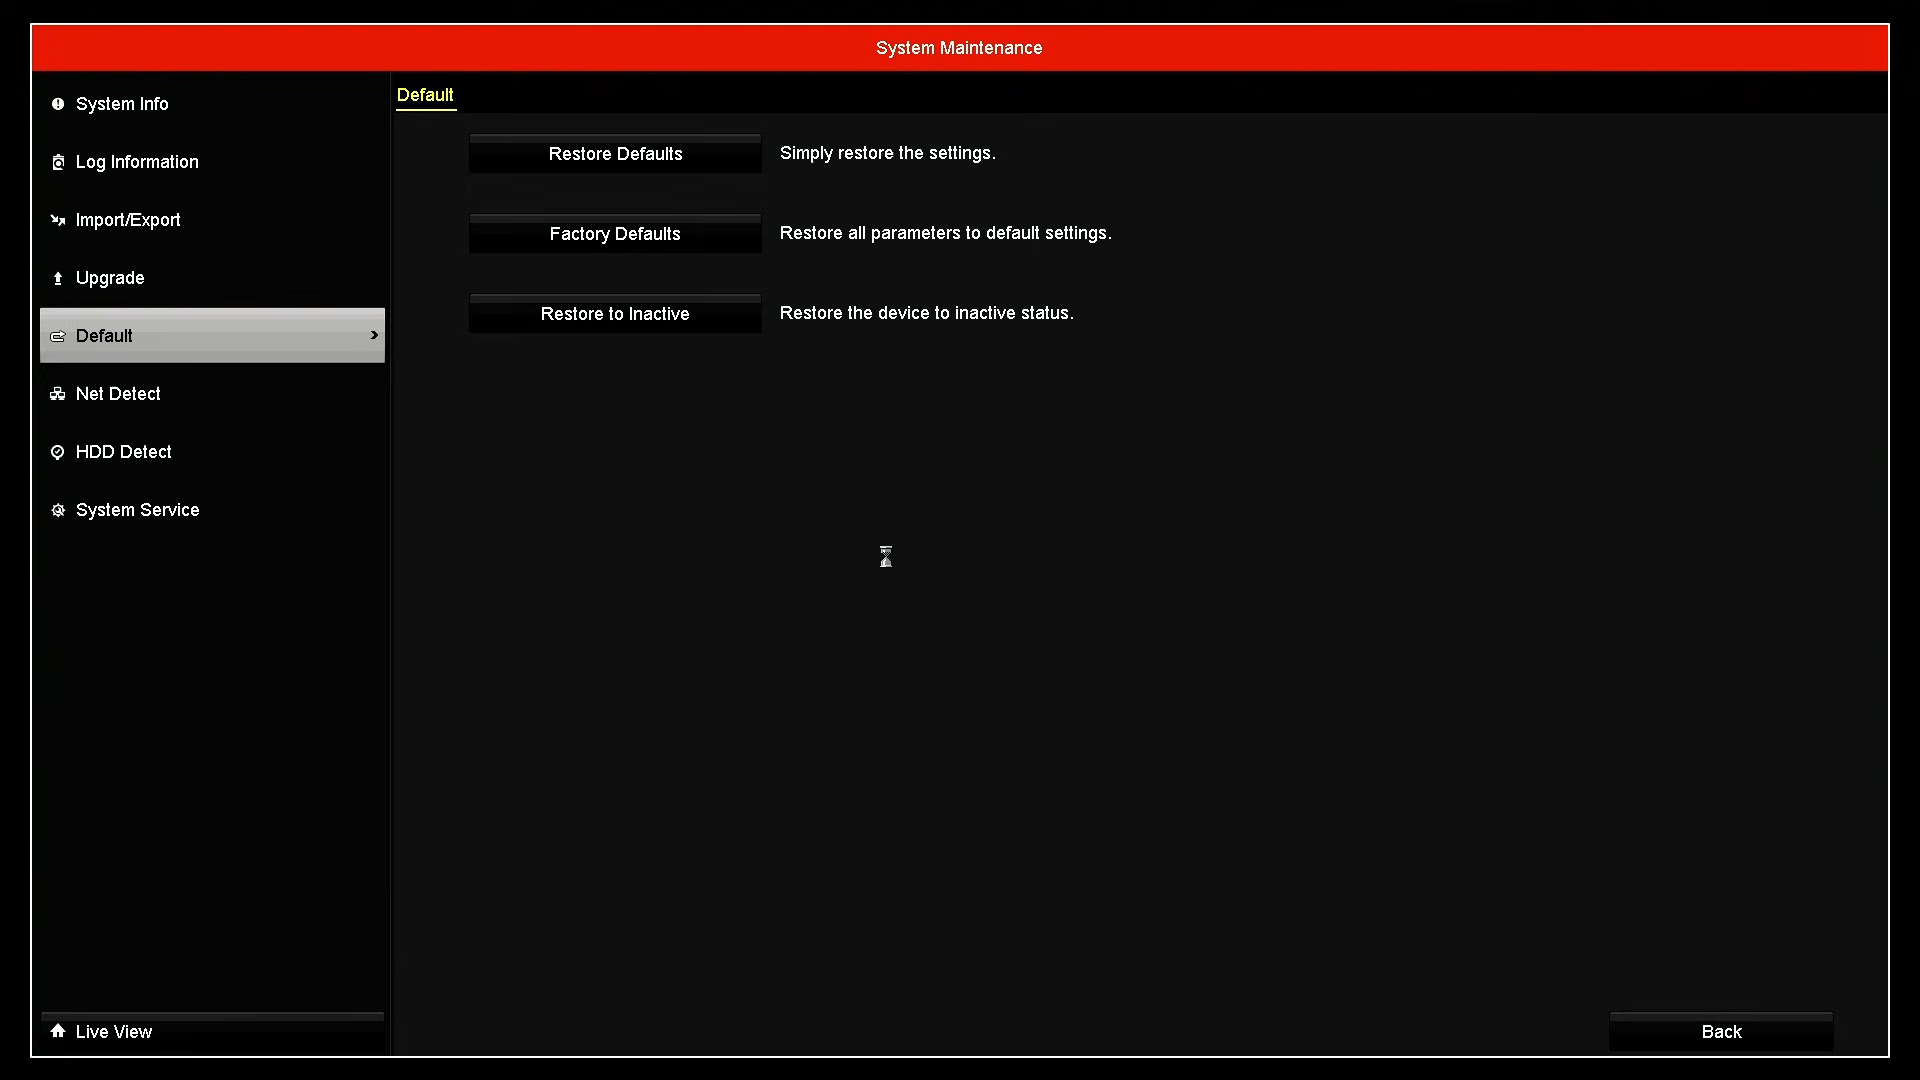 System Maintenance
System Info
Log Information
Import/Export
Upgrade
Default
Net Detect
HDD Detect
System Service
Live View
Default
Restore Defaults Simply restore the settings.
Factory Defaults Restore all parameters to default settings.
Restore to Inactive Restore the device to inactive status.
Back